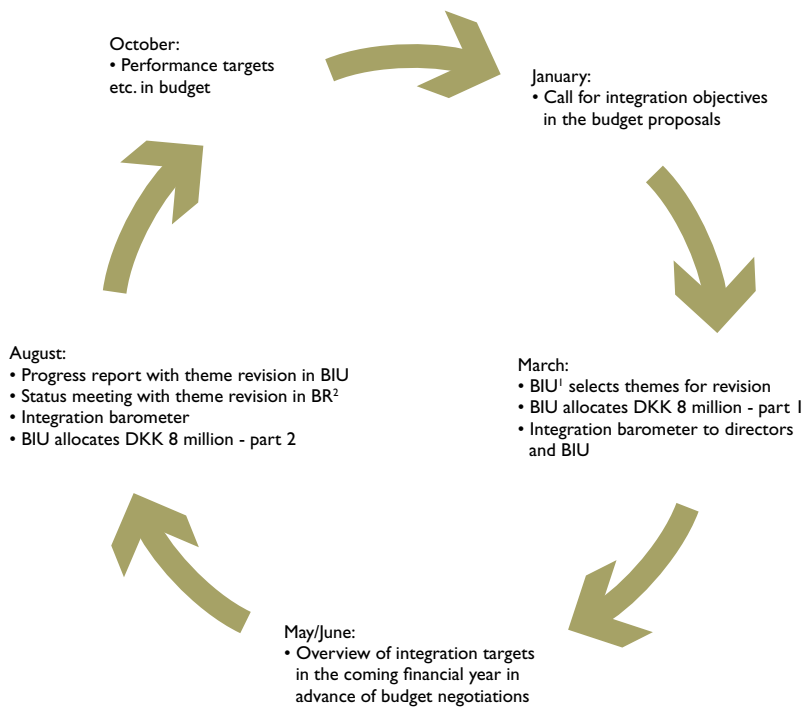 October:
• Performance targets
etc. in budget
January:
• Call for integration objectives
in the budget proposals
March:
• BIU¹ selects themes for revision
• BIU allocates DKK 8 million - part 1
• Integration barometer to directors
and BIU
May/June:
• Overview of integration targets
in the coming financial year in
advance of budget negotiations
August:
• Progress report with theme revision in BIU
• Status meeting with theme revision in BR²
• Integration barometer
• BIU allocates DKK 8 million - part 2